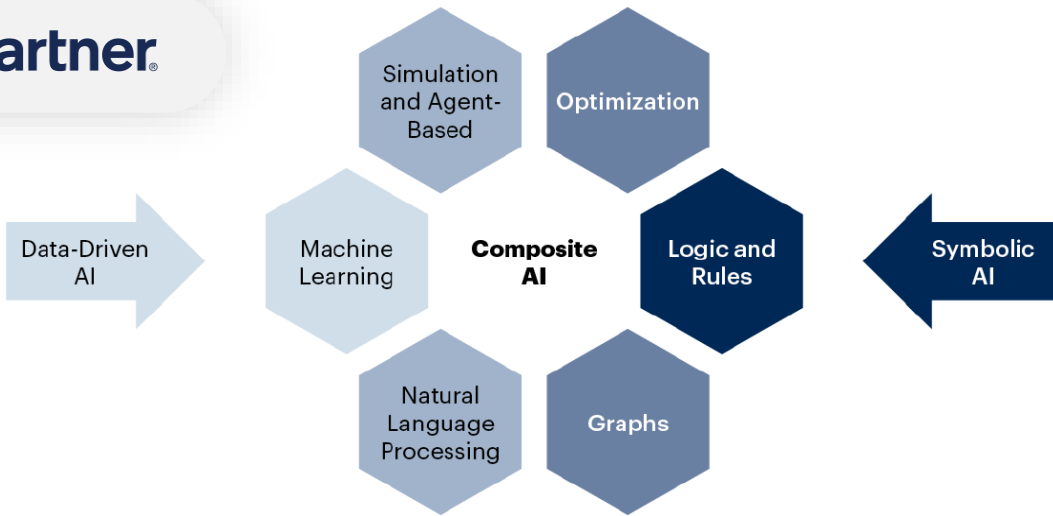 artner®
Simulation
and Agent-
Based
Optimization
Data-Driven
AI
Machine
Learning
Composite
AI
Logic and
Rules
Symbolic
AI
Natural
Language
Processing
Graphs